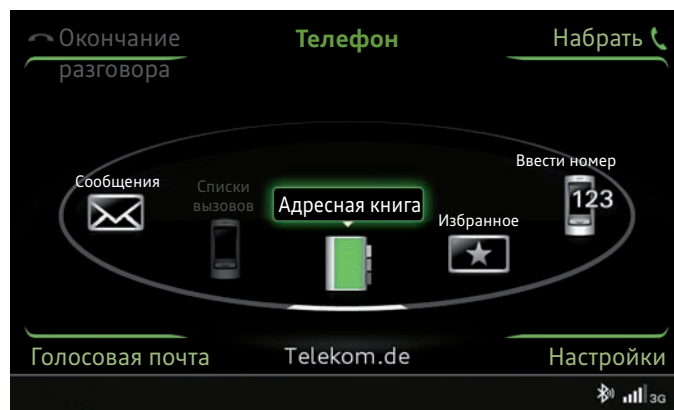 Окончание
разговора
Телефон
Набрать
Ввести номер
123
Сообщения
Списки
вызовов
Адресная книга
Избранное
Голосовая почта
Telekom.de
Настройки
3G